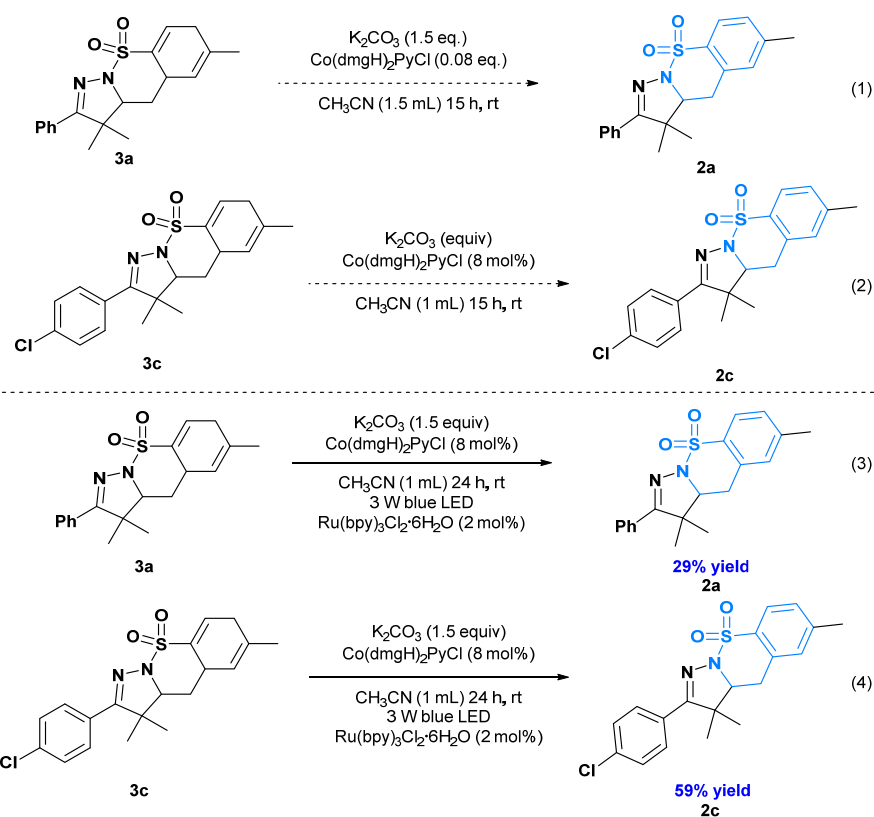 O
O
S
N
N
Ph
3a
K2CO3 (1.5 eq.)
Co(dmgH)2PyCl (0.08 eq.)
CH3CN (1.5 mL) 15 h, rt
O
O
S
N
N
Ph
2a
(1)
O
O
S
N
N
Cl
3c
K2CO3 (equiv)
Co(dmgH)2PyCl (8 mol%)
CH3CN (1 mL) 15 h, rt
O
O
S
N
N
Cl
2c
(2)
O
O
S
N
N
Ph
3a
K2CO3 (1.5 equiv)
Co(dmgH)2PyCl (8 mol%)
CH3CN (1 mL) 24 h, rt
3 W blue LED
Ru(bpy)3Cl2·6H2O (2 mol%)
O
O
S
N
N
Ph
29% yield
2a
(3)
O
O
S
N
N
Cl
3c
K2CO3 (1.5 equiv)
Co(dmgH)2PyCl (8 mol%)
CH3CN (1 mL) 24 h, rt
3 W blue LED
Ru(bpy)3Cl2·6H2O (2 mol%)
O
O
S
N
N
Cl
59% yield
2c
(4)